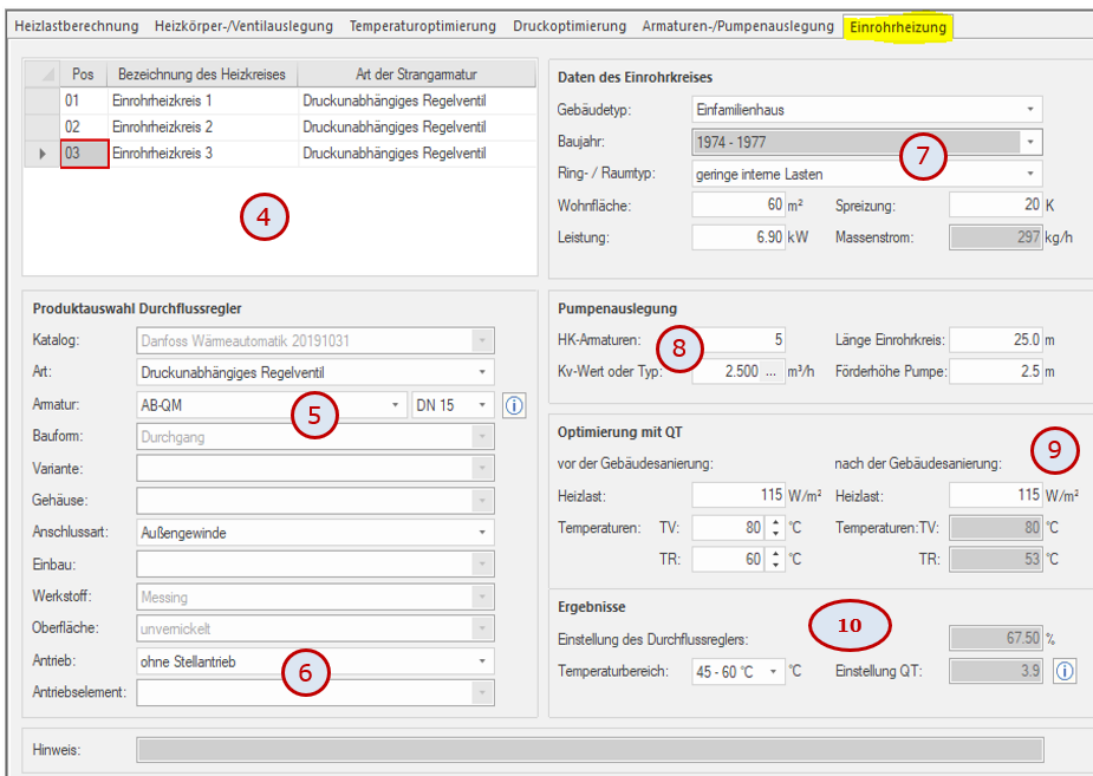 Heizlastberechnung Heizkörper-/Ventilauslegung Temperaturoptimierung Druckoptimierung Armaturen-/Pumpenauslegung Einrohrheizung
Pos Bezeichnung des Heizkreises Art der Strangarmatur
01 Einrohrheizkreis 1 Druckunabhängiges Regelventil
02 Einrohrheizkreis 2 Druckunabhängiges Regelventil
03 Einrohrheizkreis 3 Druckunabhängiges Regelventil
4
Daten des Einrohrkreises
Gebäudetyp: Einfamilienhaus
Baujahr: 1974 - 1977
7
Ring- / Raumtyp: geringe interne Lasten
Wohnfläche: 60 m² Spreizung: 20 K
Leistung: 6.90 kW Massenstrom: 297 kg/h
Produktauswahl Durchflussregler
Katalog: Danfoss Wärmeautomatik 20191031
Art: Druckunabhängiges Regelventil
Armatur: AB-QM DN 15
5
Bauform: Durchgang
Variante:
Gehäuse:
Anschlussart: Außengewinde
Einbau:
Werkstoff: Messing
Oberfläche: unvernickelt
Antrieb: ohne Stellantrieb
6
Antriebselement:
Pumpenauslegung
HK-Armaturen: 5 Länge Einrohrkreis: 25.0 m
8
Kv-Wert oder Typ: 2.500 ... m³/h Förderhöhe Pumpe: 2.5 m
Optimierung mit QT
9
vor der Gebäudesanierung: nach der Gebäudesanierung:
Heizlast: 115 W/m² Heizlast: 115 W/m²
Temperaturen: TV: 80 °C Temperaturen:TV: 80 °C
TR: 60 °C TR: 53 °C
Ergebnisse
10
Einstellung des Durchflussreglers: 67.50 %
Temperaturbereich: 45 - 60 °C °C Einstellung QT: 3.9
Hinweis: